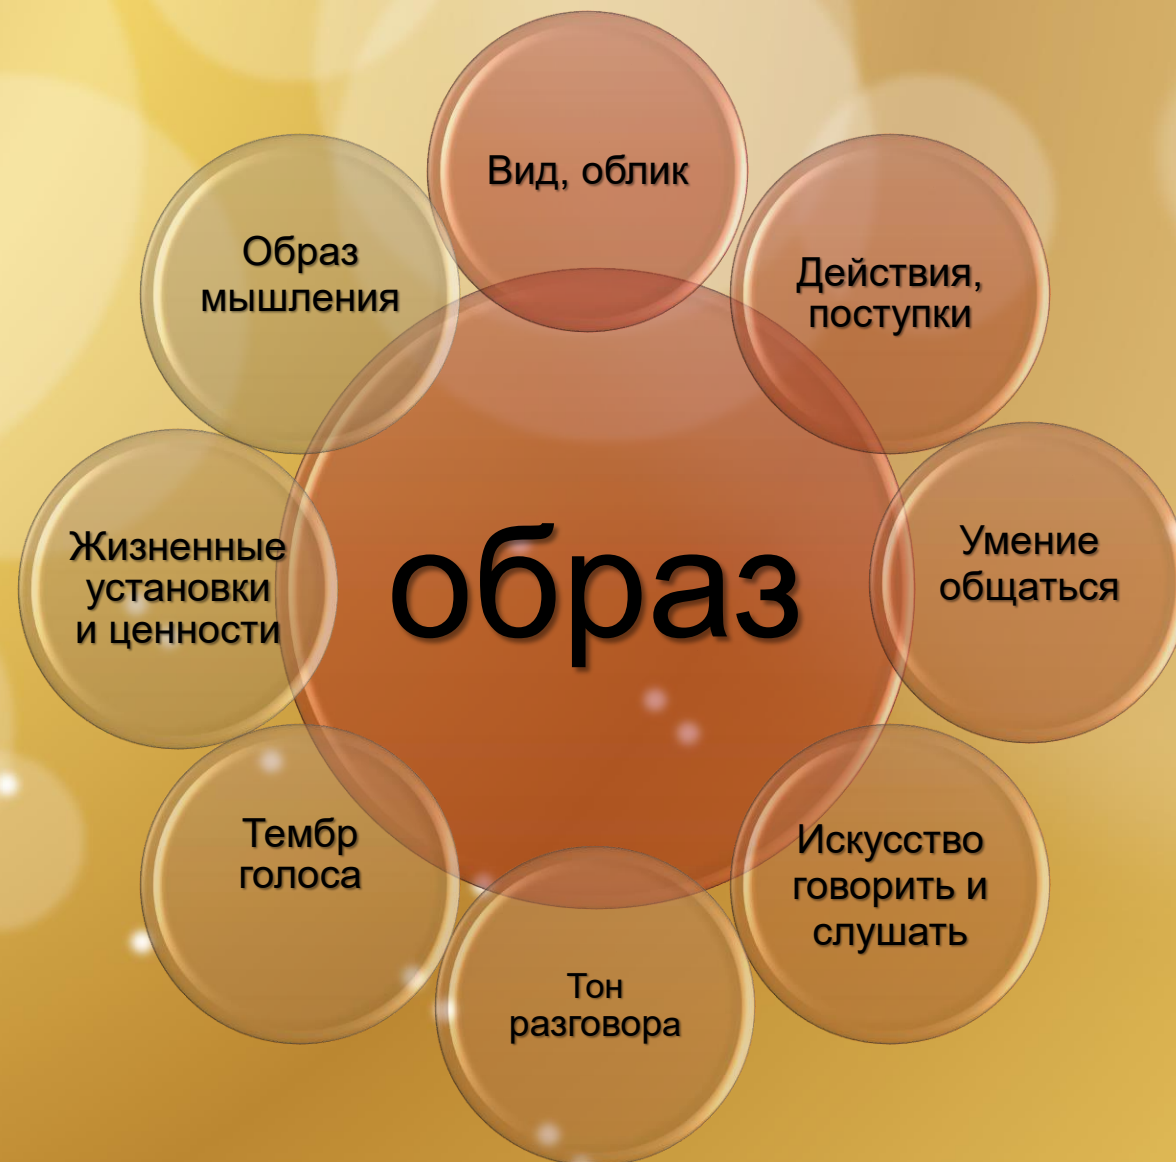 Вид, облик
Действия,
поступки
Умение
общаться
Искусство
говорить и
слушать
Тон
разговора
Тембр
голоса
Жизненные
установки
и ценности
Образ
мышления
образ